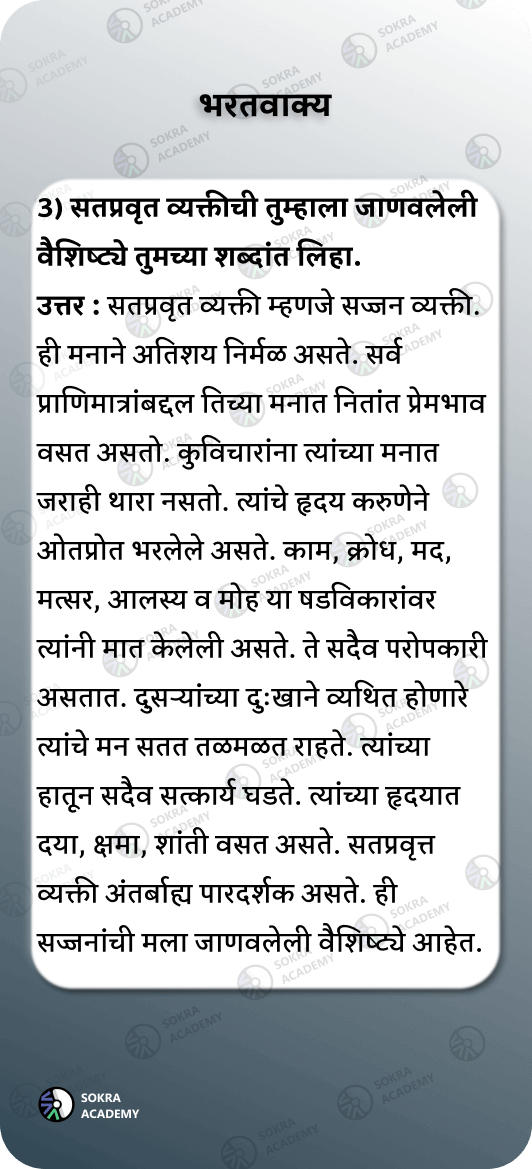 भरतवाक्य
3) सतप्रवृत व्यक्तीची तुम्हाला जाणवलेली
वैशिष्ट्ये तुमच्या शब्दांत लिहा.
उत्तर : सतप्रवृत व्यक्ती म्हणजे सज्जन व्यक्ती.
ही मनाने अतिशय निर्मळ असते. सर्व
प्राणिमात्रांबद्दल तिच्या मनात नितांत प्रेमभाव
वसत असतो. कुविचारांना त्यांच्या मनात
जराही थारा नसतो. त्यांचे हृदय करुणेने
ओतप्रोत भरलेले असते. काम, क्रोध, मद,
मत्सर, आलस्य व मोह या षडविकारांवर
त्यांनी मात केलेली असते. ते सदैव परोपकारी
असतात. दुसऱ्यांच्या दुःखाने व्यथित होणारे
त्यांचे मन सतत तळमळत राहते. त्यांच्या
हातून सदैव सत्कार्य घडते. त्यांच्या हृदयात
दया, क्षमा, शांती वसत असते. सतप्रवृत्त
व्यक्ती अंतर्बाह्य पारदर्शक असते. ही
सज्जनांची मला जाणवलेली वैशिष्ट्ये आहेत.
SOKRA
ACADEMY